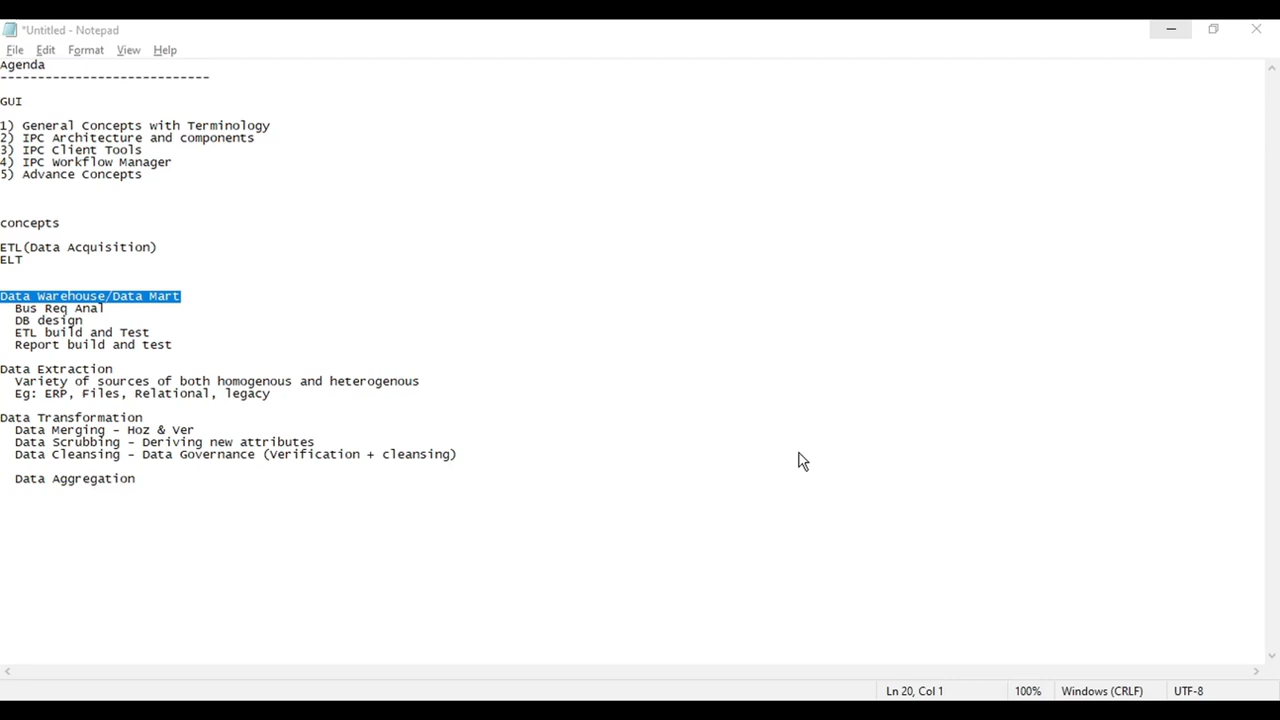 *Untitled - Notepad
File Edit Format View Help
Agenda
----------------------------
GUI
1) General Concepts with Terminology
2) IPC Architecture and components
3) IPC Client Tools
4) IPC Workflow Manager
5) Advance Concepts
concepts
ETL(Data Acquisition)
ELT
Data Warehouse/Data Mart
Bus Req Anal
DB design
ETL build and Test
Report build and test
Data Extraction
Variety of sources of both homogenous and heterogenous
Eg: ERP, Files, Relational, legacy
Data Transformation
Data Merging - Hoz & Ver
Data Scrubbing - Deriving new attributes
Data Cleansing - Data Governance (Verification + cleansing)
Data Aggregation
Ln 20, Col 1 100% Windows (CRLF) UTF-8